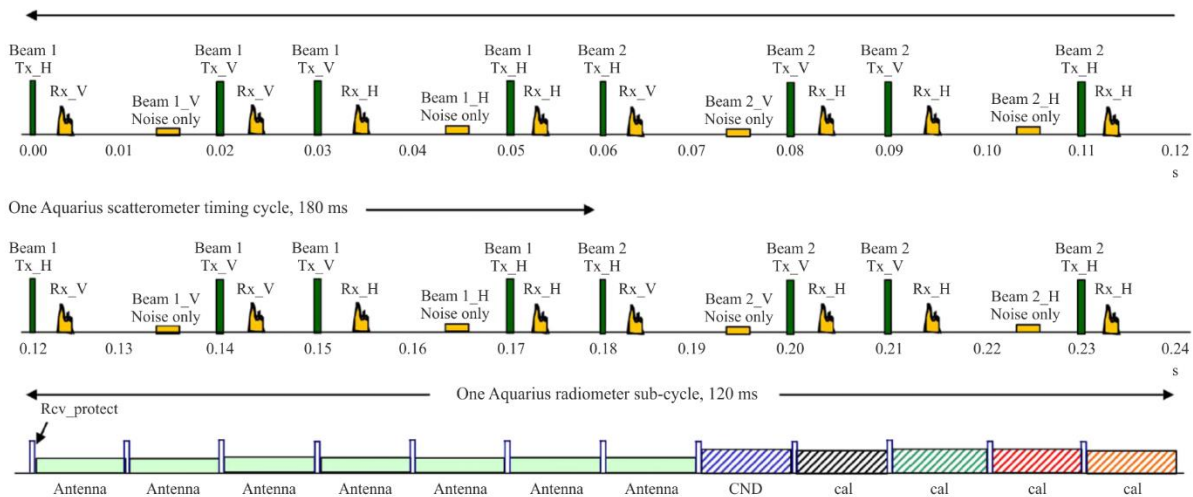 Beam 1 Beam 1 Beam 1 Beam 1 Beam 2 Beam 2 Beam 2 Beam 2
Tx_H Tx_V Tx_V Tx_H Tx_H Tx_V Tx_V Tx_H
Rx_V Rx_V Rx_H Rx_H Rx_V Rx_H Rx_H Rx_H
Beam 1_V Beam 1_H Beam 2_V Beam 2_H
Noise only Noise only Noise only Noise only
0.00 0.01 0.02 0.03 0.04 0.05 0.06 0.07 0.08 0.09 0.10 0.11 0.12
s
One Aquarius scatterometer timing cycle, 180 ms
Beam 1 Beam 1 Beam 1 Beam 1 Beam 2 Beam 2 Beam 2 Beam 2
Tx_H Tx_V Tx_V Tx_H Tx_H Tx_V Tx_V Tx_H
Rx_V Rx_V Rx_H Rx_H Rx_V Rx_H Rx_H Rx_H
Beam 1_V Beam 1_H Beam 2_V Beam 2_H
Noise only Noise only Noise only Noise only
0.12 0.13 0.14 0.15 0.16 0.17 0.18 0.19 0.20 0.21 0.22 0.23 0.24
s
One Aquarius radiometer sub-cycle, 120 ms
Rcv_protect
Antenna Antenna Antenna Antenna Antenna Antenna Antenna CND cal cal cal cal